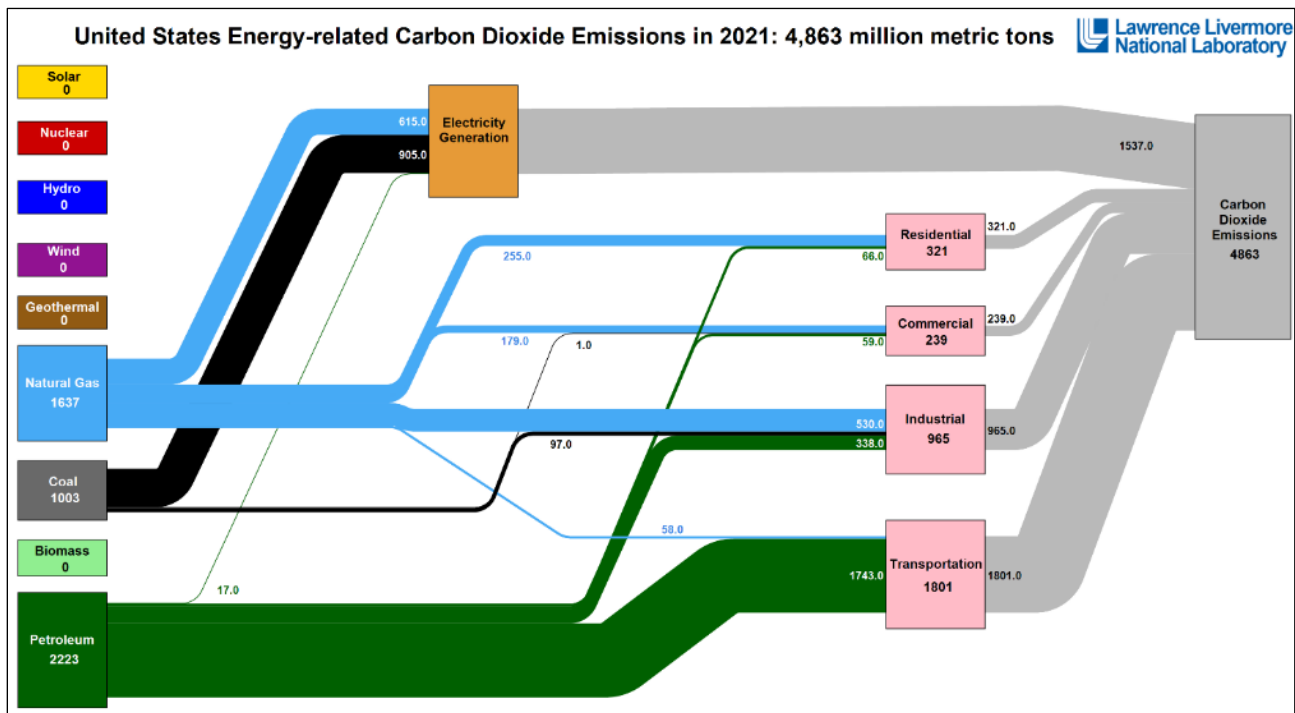 United States Energy-related Carbon Dioxide Emissions in 2021: 4,863 million metric tons
Lawrence Livermore
National Laboratory
Solar
0
Nuclear
0
Hydro
0
Wind
0
Geothermal
0
Natural Gas
1637
Coal
1003
Biomass
0
Petroleum
2223
615.0
905.0
17.0
Electricity
Generation
255.0
179.0
1.0
97.0
58.0
66.0
59.0
530.0
338.0
1743.0
Residential
321
Commercial
239
Industrial
965
Transportation
1801
1537.0
321.0
239.0
965.0
1801.0
Carbon
Dioxide
Emissions
4863